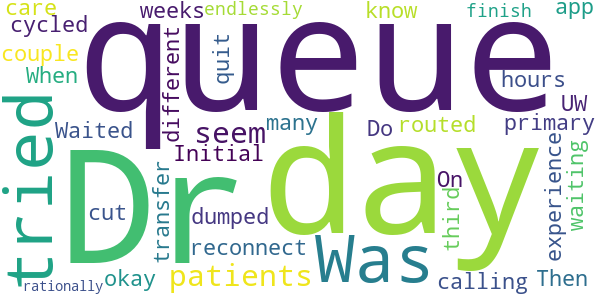 care
weeks
endlessly
know
finish
app
cycled
couple
queue
different
quit
hours
When
tried
Waited
seem
many
Do
routed
UW
primary
Initial
Dr
day
On
cut
dumped
transfer
third
experience
waiting
reconnect
Was
okay
patients
calling
Then
rationally